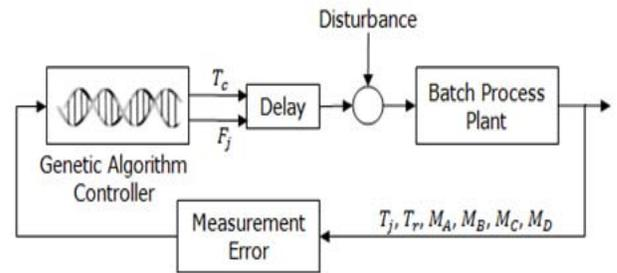 Disturbance
T_c
F_j
Delay
Batch Process
Plant
Genetic Algorithm
Controller
Measurement
Error
T_j, T_r, M_A, M_B, M_C, M_D